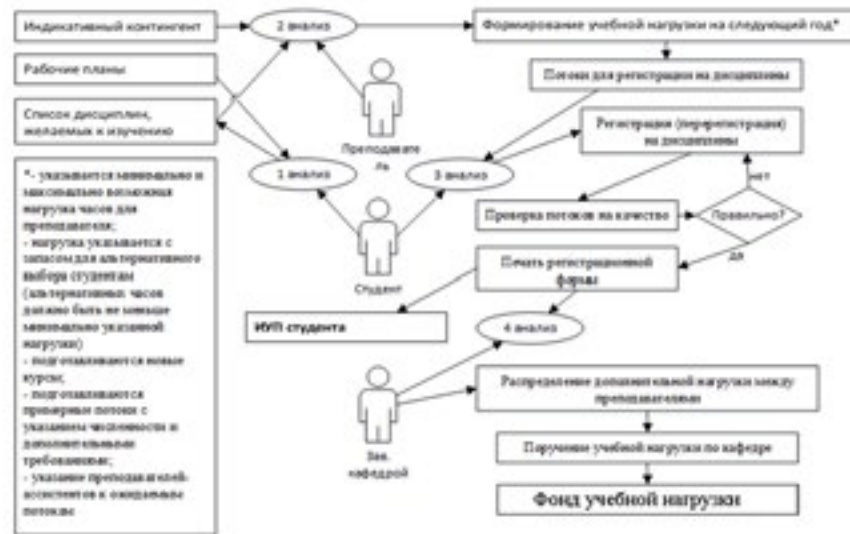 Индикативный контингент
2 анализ
Формирование учебной нагрузки на следующий год*
Рабочие планы
Потоки для регистрации на дисциплины
Список дисциплин,
желаемых к изучению
Преподавате
ль
Регистрация (перерегистрация)
на дисциплины
1 анализ
3 анализ
нет
*- указывается минимально и
максимально возможная
нагрузка часов для
преподавателя;
- нагрузка указывается с
запасом для альтернативного
выбора студентам
(альтернативных часов
должно быть не меньше
минимально указанной
нагрузки)
- подготавливаются новые
курсы;
- подготавливаются
примерные потоки с
указанием численности и
дополнительными
требованиями;
- указание преподавателей-
ассистентов к ожидаемым
потокам
Проверка потоков на качество
Правильно?
да
Студент
Печать регистрационной
формы
ИУП студента
4 анализ
Зав.
кафедрой
Распределение дополнительной нагрузки между
преподавателями
Поручение учебной нагрузки по кафедре
Фонд учебной нагрузки